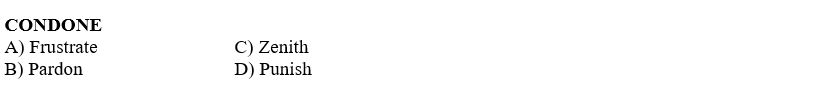 CONDONE
A) Frustrate C) Zenith
B) Pardon D) Punish